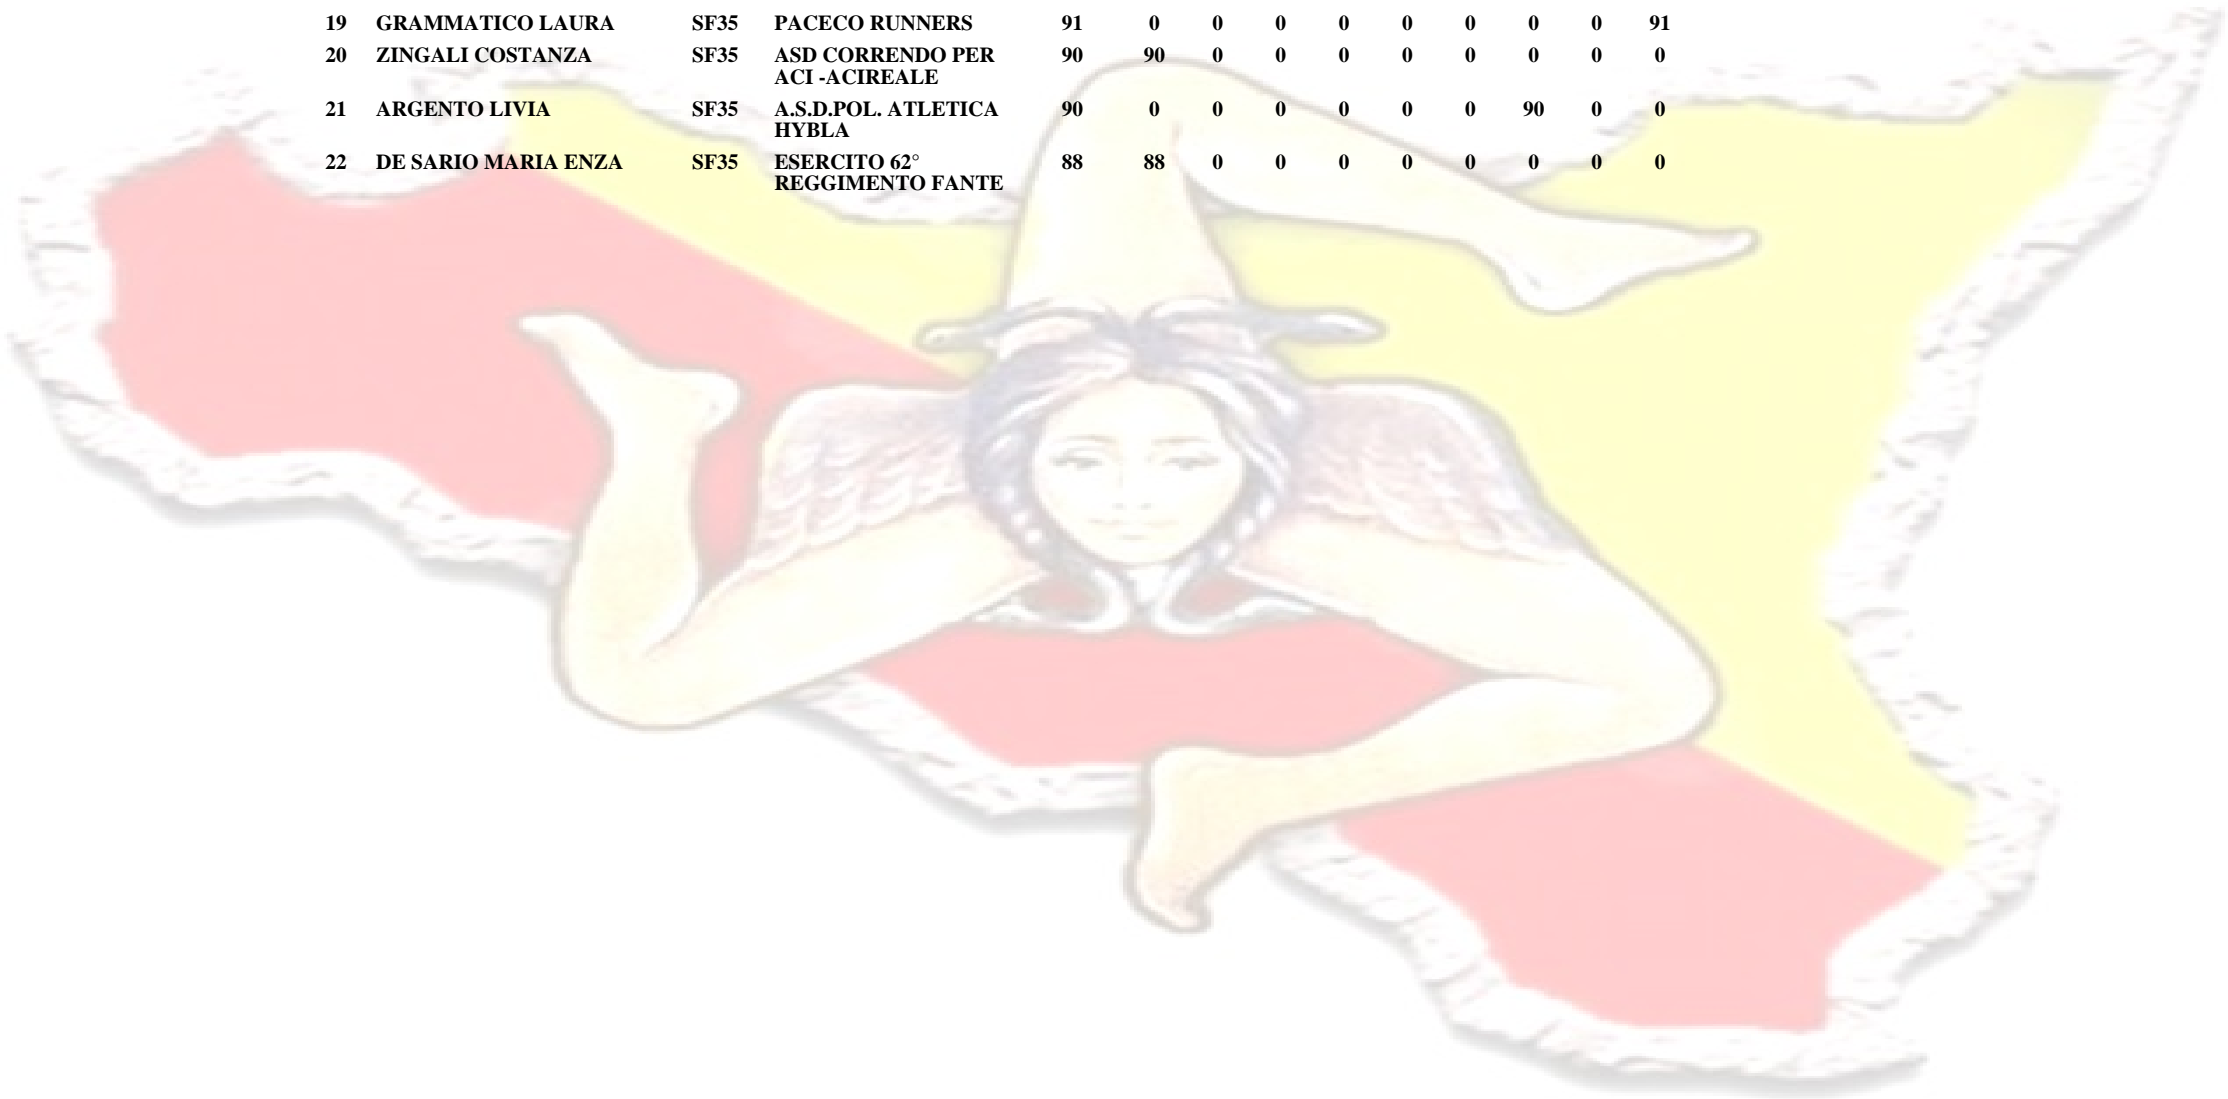 19 GRAMMATICO LAURA SF35 PACECO RUNNERS 91 0 0 0 0 0 0 0 0 91
20 ZINGALI COSTANZA SF35 ASD CORRENDO PER 90 90 0 0 0 0 0 0 0 0
ACI -ACIREALE
21 ARGENTO LIVIA SF35 A.S.D.POL. ATLETICA 90 0 0 0 0 0 0 90 0 0
HYBLA
22 DE SARIO MARIA ENZA SF35 ESERCITO 62° 88 88 0 0 0 0 0 0 0 0
REGGIMENTO FANTE